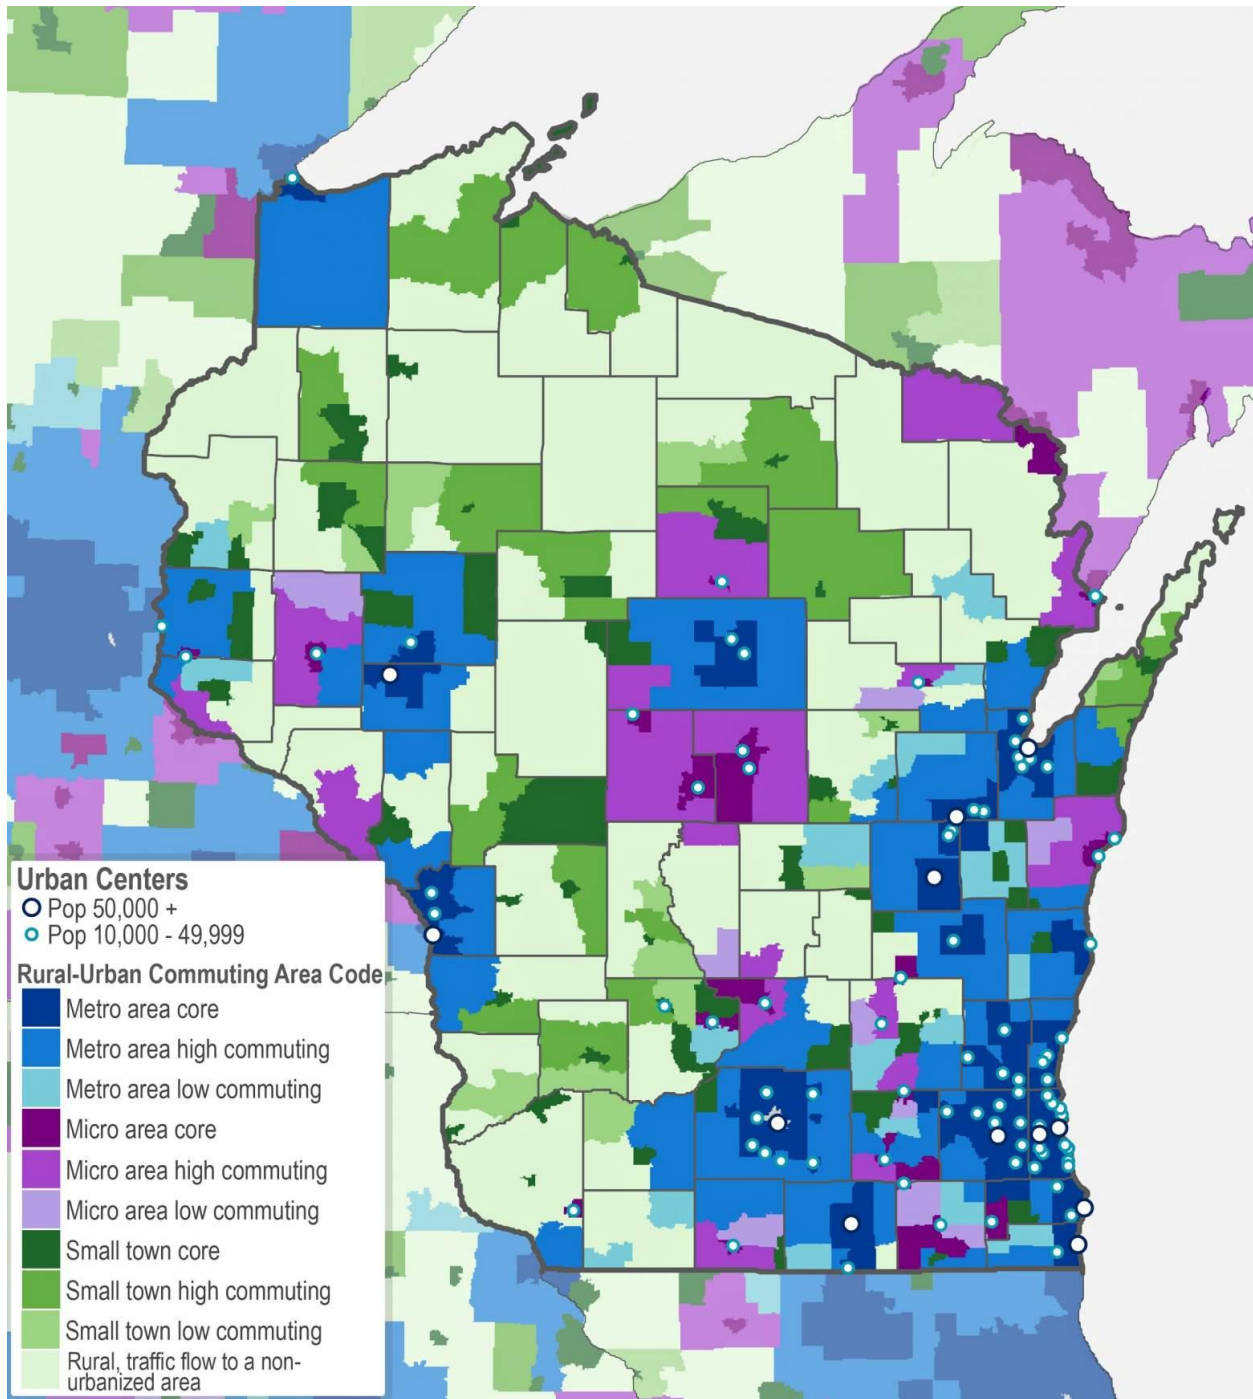 Urban Centers
Pop 50,000 +
Pop 10,000 - 49,999
Rural-Urban Commuting Area Code
Metro area core
Metro area high commuting
Metro area low commuting
Micro area core
Micro area high commuting
Micro area low commuting
Small town core
Small town high commuting
Small town low commuting
Rural, traffic flow to a non-
urbanized area